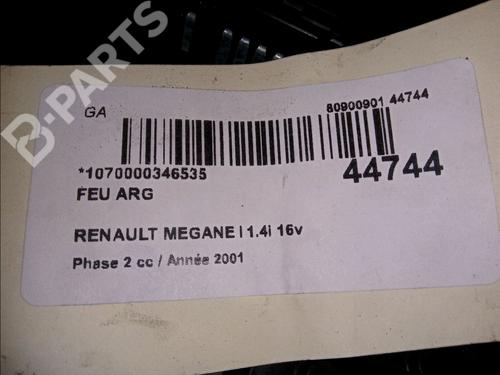 GA
80900901 44744
*1070000346535
44744
FEU ARG
RENAULT MEGANE I 1.4i 16v
Phase 2 cc / Année 2001
B-PARTS